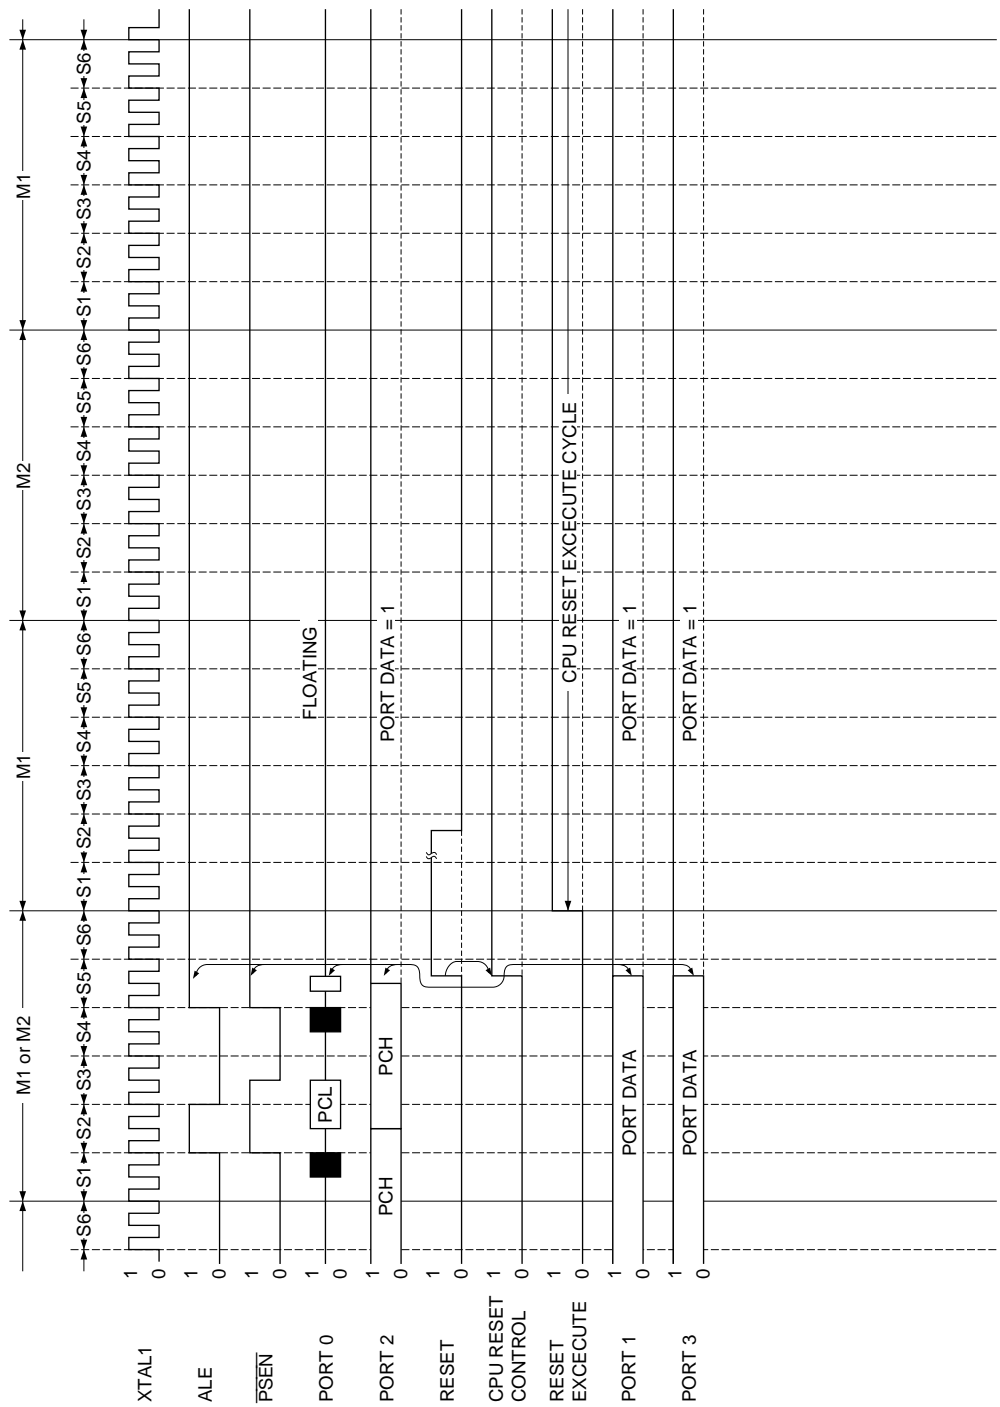 M1 or M2 M1 M2 M1
S6 S1 S2 S3 S4 S5 S6 S1 S2 S3 S4 S5 S6 S1 S2 S3 S4 S5 S6 S1 S2 S3 S4 S5 S6
XTAL1 1
0
ALE 1
0
PSEN 1
0
PORT 0 1
0
PCL FLOATING
PORT 2 1
0
PCH PCH PORT DATA = 1
RESET 1
0
CPU RESET
CONTROL
1
0
RESET
EXCECUTE
1
0
CPU RESET EXCECUTE CYCLE
PORT 1 1
0
PORT DATA PORT DATA = 1
PORT 3 1
0
PORT DATA PORT DATA = 1